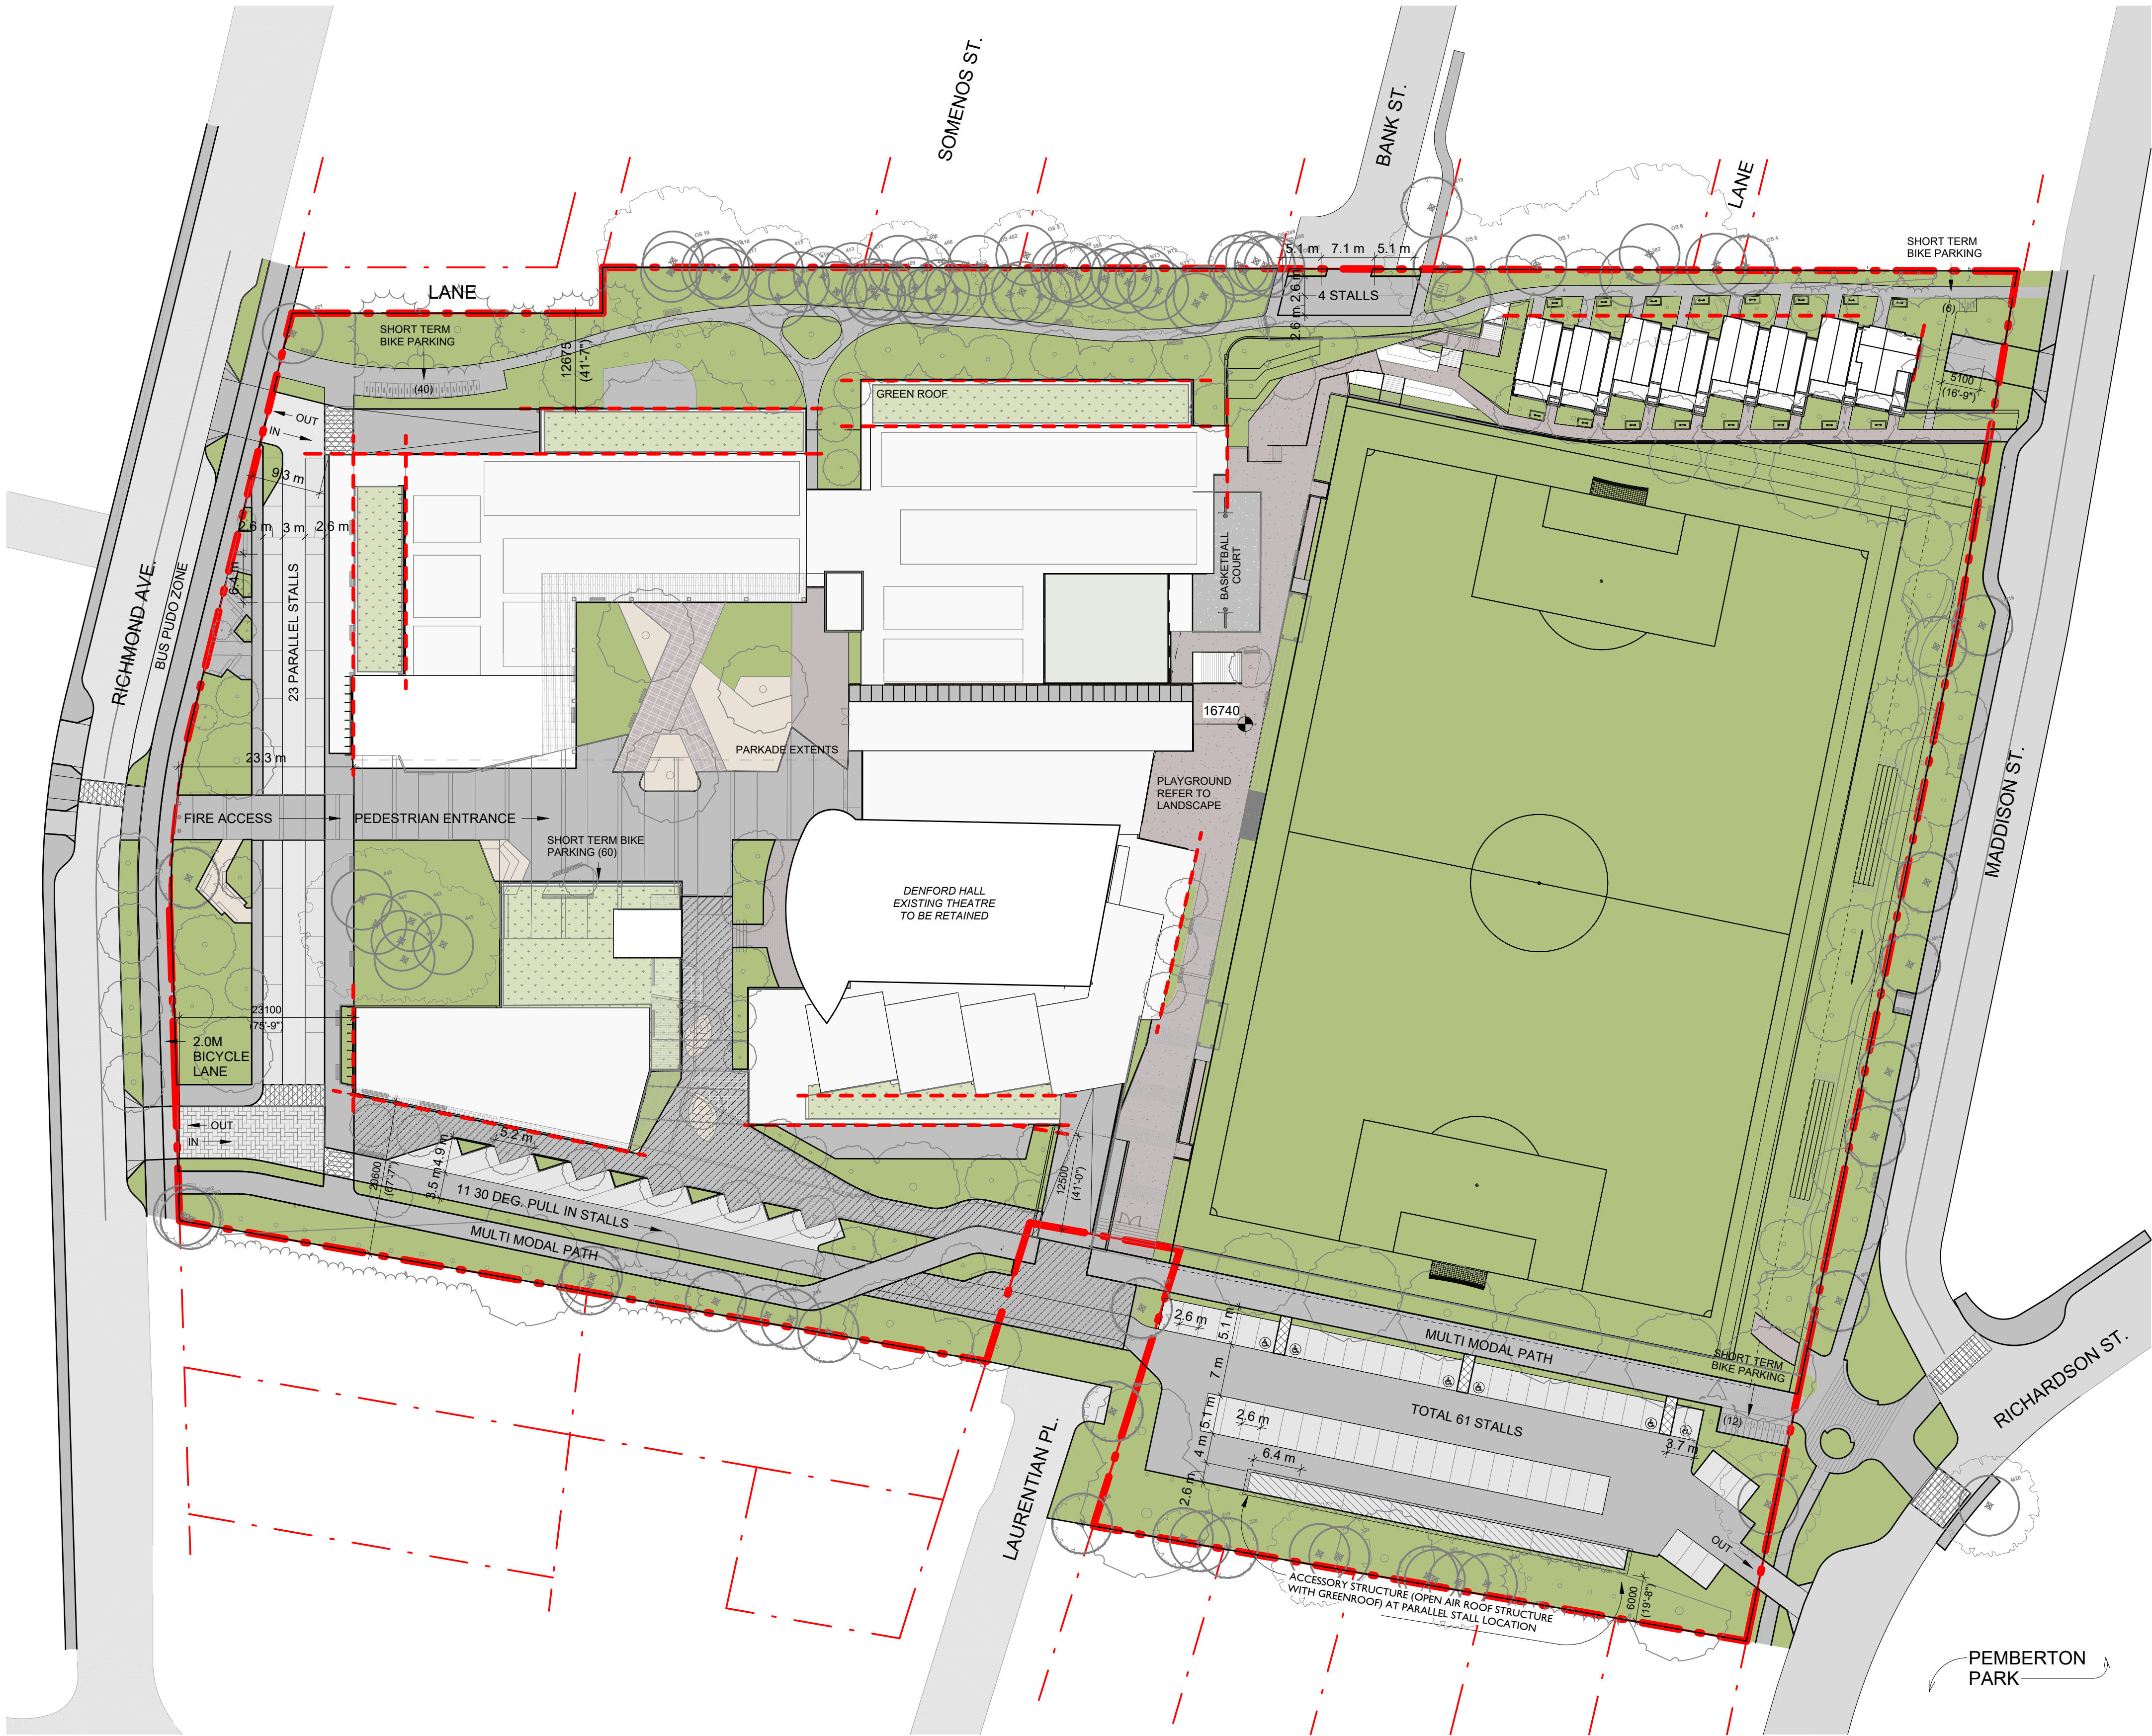 SOMENOS ST.
BANK ST.
LANE
SHORT TERM
BIKE PARKING
(6)
5.1 m
7.1 m
5.1 m
2.6 m
2.6 m
4 STALLS
LANE
SHORT TERM
BIKE PARKING
(40)
12675
(41'-7")
GREEN ROOF
5100
(16'-9")
OUT
IN
9.3 m
2.6 m
3 m
2.6 m
6.4 m
RICHMOND AVE.
BUS PUDO ZONE
23 PARALLEL STALLS
BASKETBALL
COURT
16740
PARKADE EXTENTS
23.3 m
PLAYGROUND
REFER TO
LANDSCAPE
MADDISON ST.
FIRE ACCESS
PEDESTRIAN ENTRANCE
SHORT TERM BIKE
PARKING (60)
DENFORD HALL
EXISTING THEATRE
TO BE RETAINED
23100
(75'-9")
2.0M
BICYCLE
LANE
OUT
IN
5.2 m
4.9 m
3.5 m
20600
(67'-7")
11 30 DEG. PULL IN STALLS
MULTI MODAL PATH
12500
(41'-0")
2.6 m
5.1 m
7 m
5.1 m
4 m
2.6 m
2.6 m
6.4 m
MULTI MODAL PATH
SHORT TERM
BIKE PARKING
(12)
TOTAL 61 STALLS
3.7 m
OUT
RICHARDSON ST.
LAURENTIAN PL.
ACCESSORY STRUCTURE (OPEN AIR ROOF STRUCTURE
WITH GREENROOF) AT PARALLEL STALL LOCATION
6000
(19'-8")
PEMBERTON
PARK